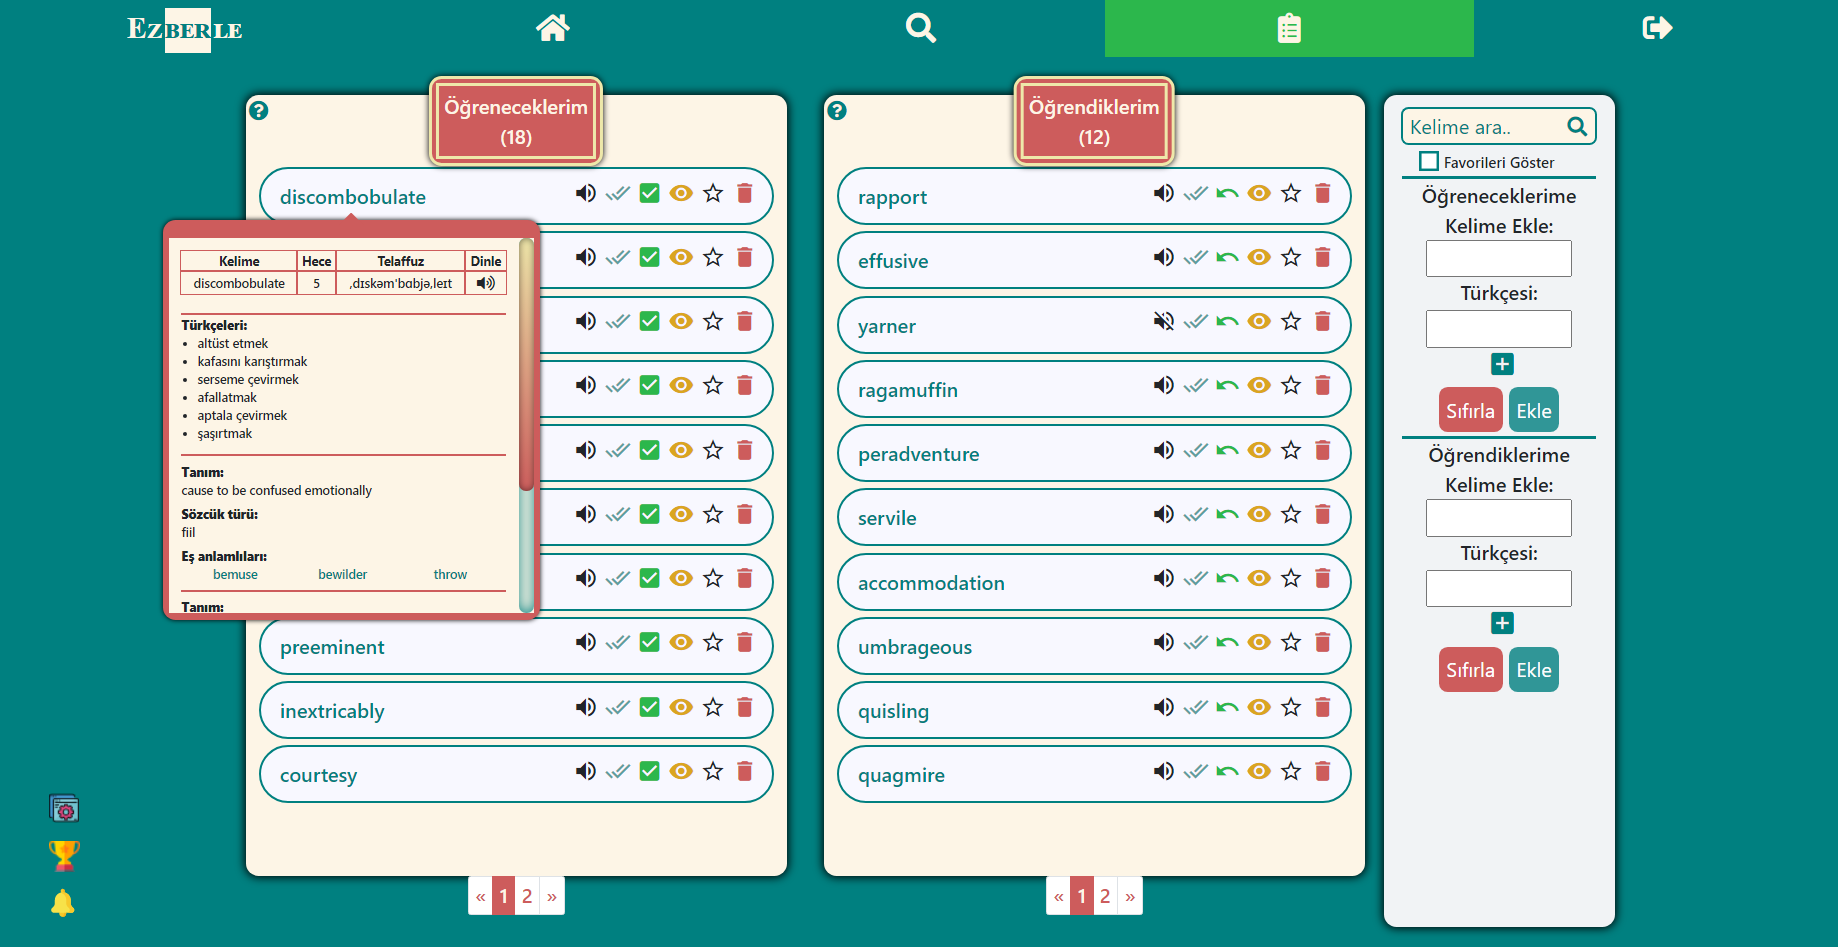 EZBERLE
Öğreneceklerim
(18)
discombobulate
Kelime Hece Telaffuz Dinle
discombobulate 5 ,dɪskəm'bɑbjə,leɪt
Türkçeleri:
altüst etmek
kafasını karıştırmak
serseme çevirmek
afallatmak
aptala çevirmek
şaşırtmak
Tanım:
cause to be confused emotionally
Sözcük türü:
fiil
Eş anlamlıları:
bemuse bewilder throw
Tanım:
preeminent
inextricably
courtesy
« 1 2 »
Öğrendiklerim
(12)
rapport
effusive
yarner
ragamuffin
peradventure
servile
accommodation
umbrageous
quisling
quagmire
« 1 2 »
Kelime ara..
Favorileri Göster
Öğreneceklerime
Kelime Ekle:
Türkçesi:
Sıfırla Ekle
Öğrendiklerime
Kelime Ekle:
Türkçesi:
Sıfırla Ekle